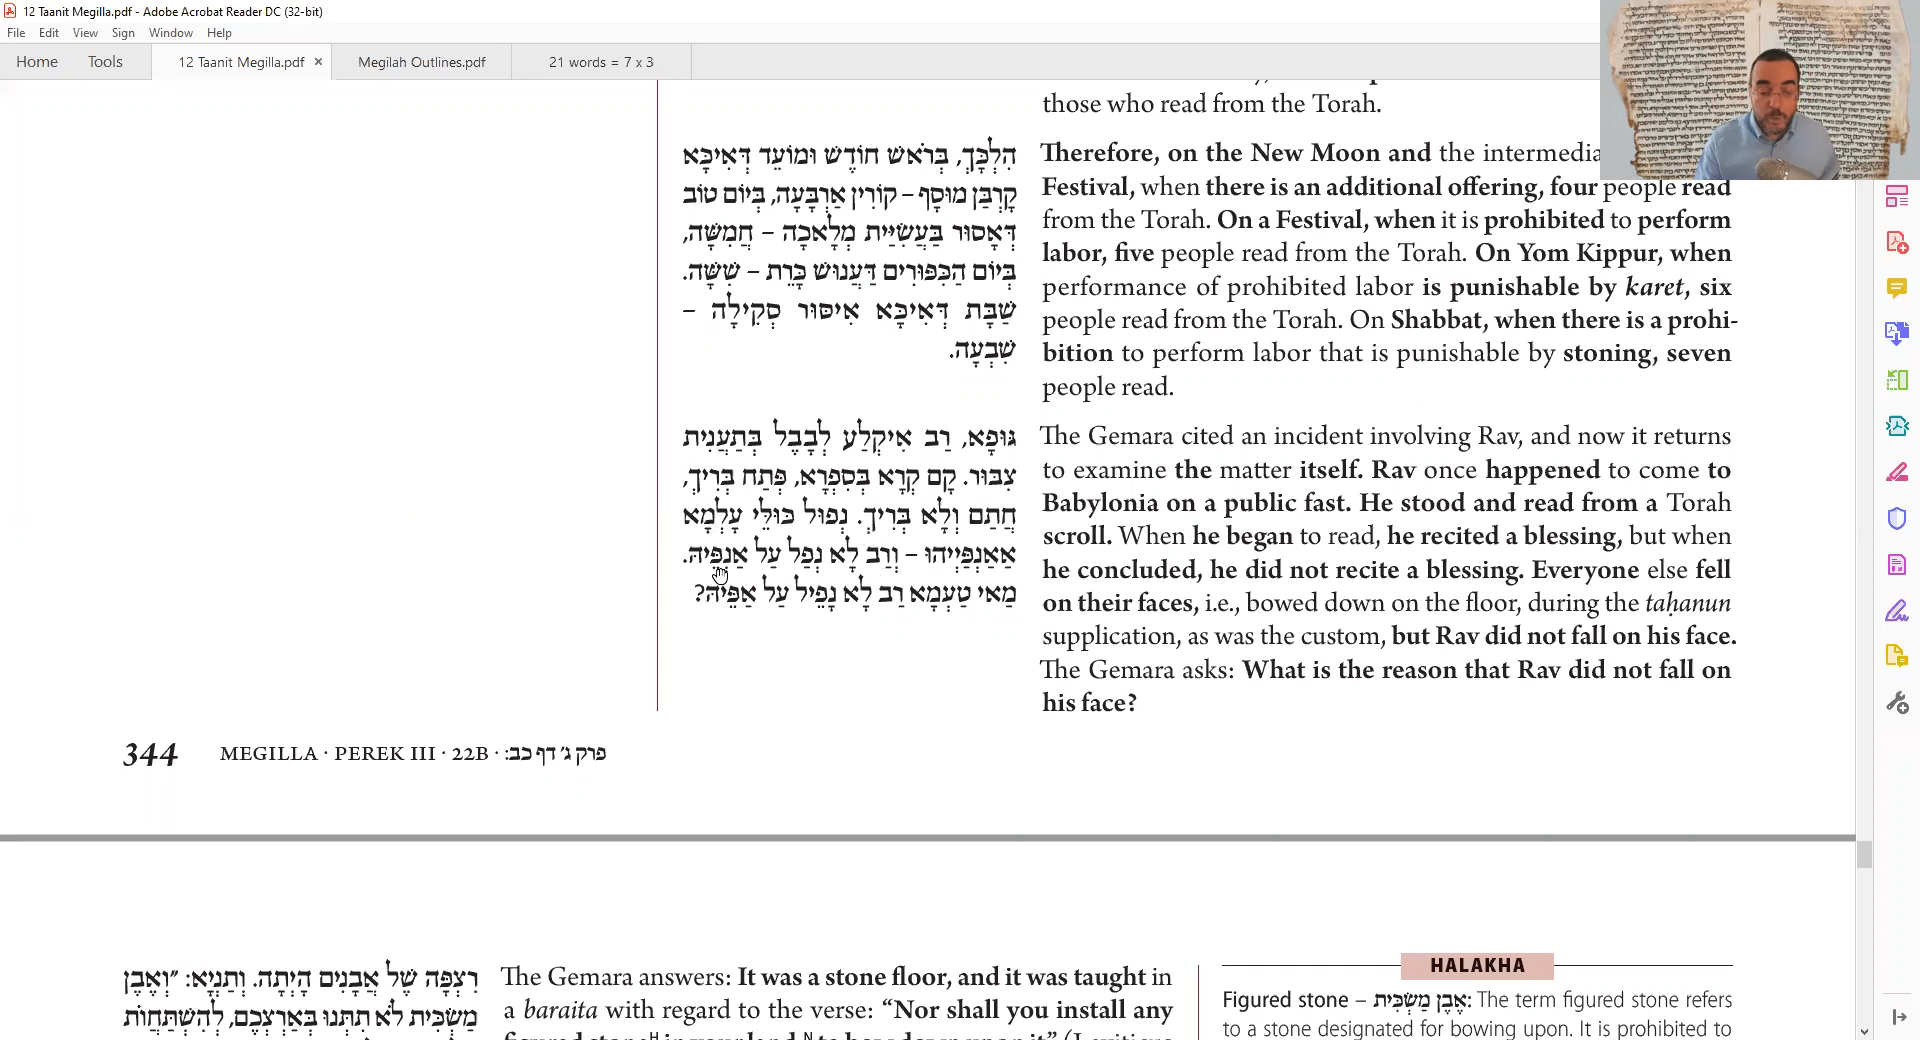 12 Taanit Megilla.pdf - Adobe Acrobat Reader DC (32-bit)
File Edit View Sign Window Help
Home Tools 12 Taanit Megilla.pdf × Megilah Outlines.pdf 21 words = 7 x 3
those who read from the Torah.
הִלְכָּךְ, בְּרֹאשׁ חוֹדֶשׁ וּמוֹעֵד דְּאִיכָּא
קָרְבַּן מוּסָף – קוֹרִין אַרְבָּעָה, בְּיוֹם טוֹב
דְּאָסוּר בַּעֲשִׂיַּית מְלָאכָה – חֲמִשָּׁה,
בְּיוֹם הַכִּפּוּרִים דַּעֲנוּשׁ כָּרֵת – שִׁשָּׁה.
שַׁבָּת דְּאִיכָּא אִיסּוּר סְקִילָה –
שִׁבְעָה.
Therefore, on the New Moon and the intermedia
Festival, when there is an additional offering, four people read
from the Torah. On a Festival, when it is prohibited to perform
labor, five people read from the Torah. On Yom Kippur, when
performance of prohibited labor is punishable by karet, six
people read from the Torah. On Shabbat, when there is a prohi-
bition to perform labor that is punishable by stoning, seven
people read.
גּוּפָא, רַב אִיקְלַע לְבָבֶל בְּתַעֲנִית
צִבּוּר. קָם קְרָא בְּסִפְרָא, פְּתַח בְּרִיךְ,
חֲתַם וְלָא בְּרִיךְ. נְפוּל כּוּלֵּי עָלְמָא
אַאַנְפַּיְיהוּ – וְרַב לָא נְפַל עַל אַנְפֵּיהּ.
מַאי טַעְמָא רַב לָא נָפֵיל עַל אַפֵּיהּ?
The Gemara cited an incident involving Rav, and now it returns
to examine the matter itself. Rav once happened to come to
Babylonia on a public fast. He stood and read from a Torah
scroll. When he began to read, he recited a blessing, but when
he concluded, he did not recite a blessing. Everyone else fell
on their faces, i.e., bowed down on the floor, during the taḥanun
supplication, as was the custom, but Rav did not fall on his face.
The Gemara asks: What is the reason that Rav did not fall on
his face?
344 MEGILLA · PEREK III · 22B · פרק ג׳ דף כב:
רִצְפָּה שֶׁל אֲבָנִים הָיְתָה. וְתַנְיָא: ״וְאֶבֶן
מַשְׂכִּית לֹא תִתְּנוּ בְּאַרְצְכֶם, לְהִשְׁתַּחֲוֹת
The Gemara answers: It was a stone floor, and it was taught in
a baraita with regard to the verse: “Nor shall you install any
figured stone in your land to bow down upon it” (Leviticus
HALAKHA
Figured stone – אֶבֶן מַשְׂכִּית: The term figured stone refers
to a stone designated for bowing upon. It is prohibited to